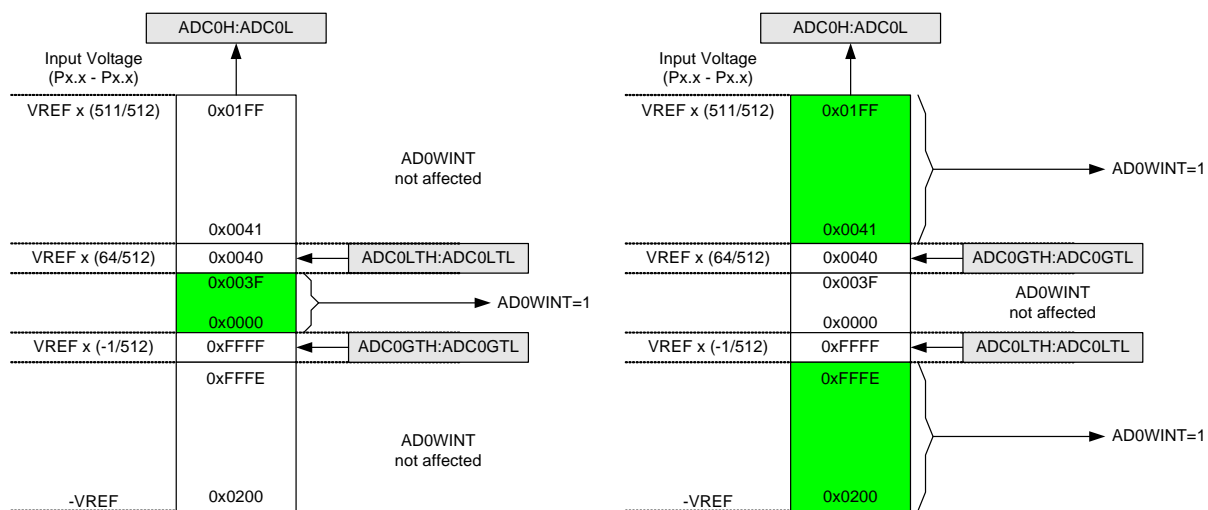 ADC0H:ADC0L
Input Voltage
(Px.x - Px.x)
VREF x (511/512)
0x01FF
AD0WINT
not affected
0x0041
VREF x (64/512)
0x0040
ADC0LTH:ADC0LTL
0x003F
AD0WINT=1
0x0000
VREF x (-1/512)
0xFFFF
ADC0GTH:ADC0GTL
0xFFFE
AD0WINT
not affected
-VREF
0x0200
ADC0H:ADC0L
Input Voltage
(Px.x - Px.x)
VREF x (511/512)
0x01FF
AD0WINT=1
0x0041
VREF x (64/512)
0x0040
ADC0GTH:ADC0GTL
0x003F
AD0WINT
not affected
0x0000
VREF x (-1/512)
0xFFFF
ADC0LTH:ADC0LTL
0xFFFE
AD0WINT=1
-VREF
0x0200